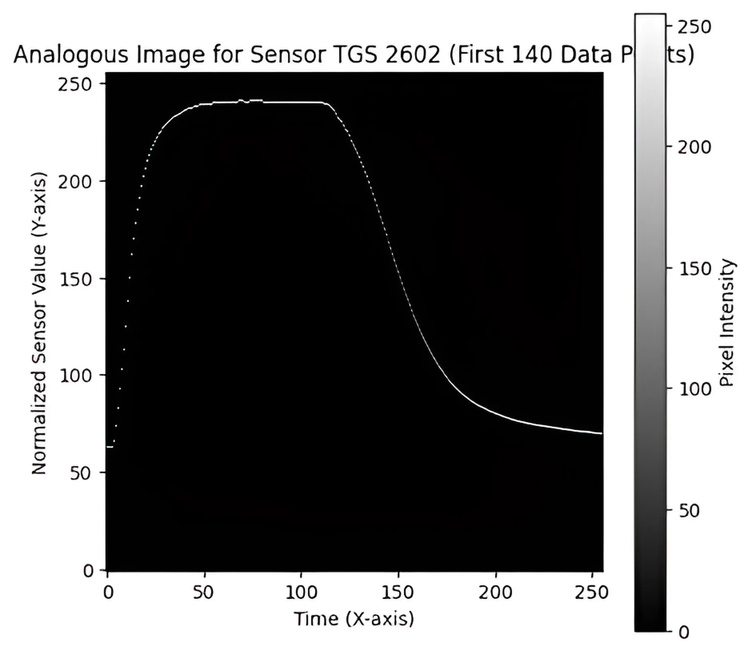 Analogous Image for Sensor TGS 2602 (First 140 Data
250
200
150
100
50
0
Normalized Sensor Value (Y-axis)
0 50 100 150 200 250
Time (X-axis)
250
200
150
100
50
0
Pixel Intensity